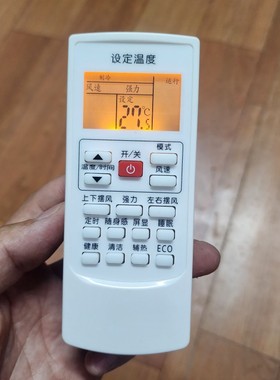 设定温度
制冷 运行
风速 强力
设定
27.5℃
模式
开/关
温度/时间 风速
上下摆风 强力 左右摆风
定时 随身感 屏显 睡眠
健康 清洁 辅热 ECO